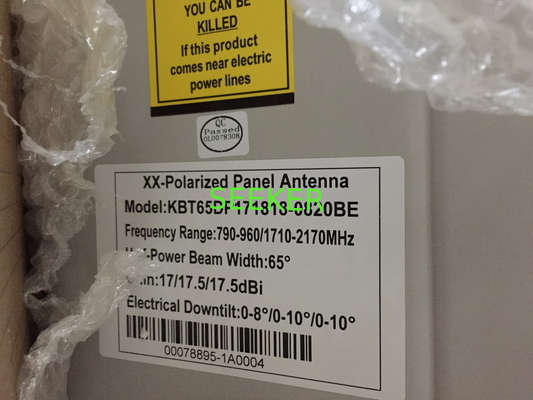 YOU CAN BE
KILLED
If this product
comes near electric
power lines
QC
Passed
0L0078308
XX-Polarized Panel Antenna
SEEKER
Frequency Range:790-960/1710-2170MHz
Beam Width:65°
17/17.5/17.5dBi
Electrical Downtilt:0-8°/0-10°/0-10°
00078895-1A0004